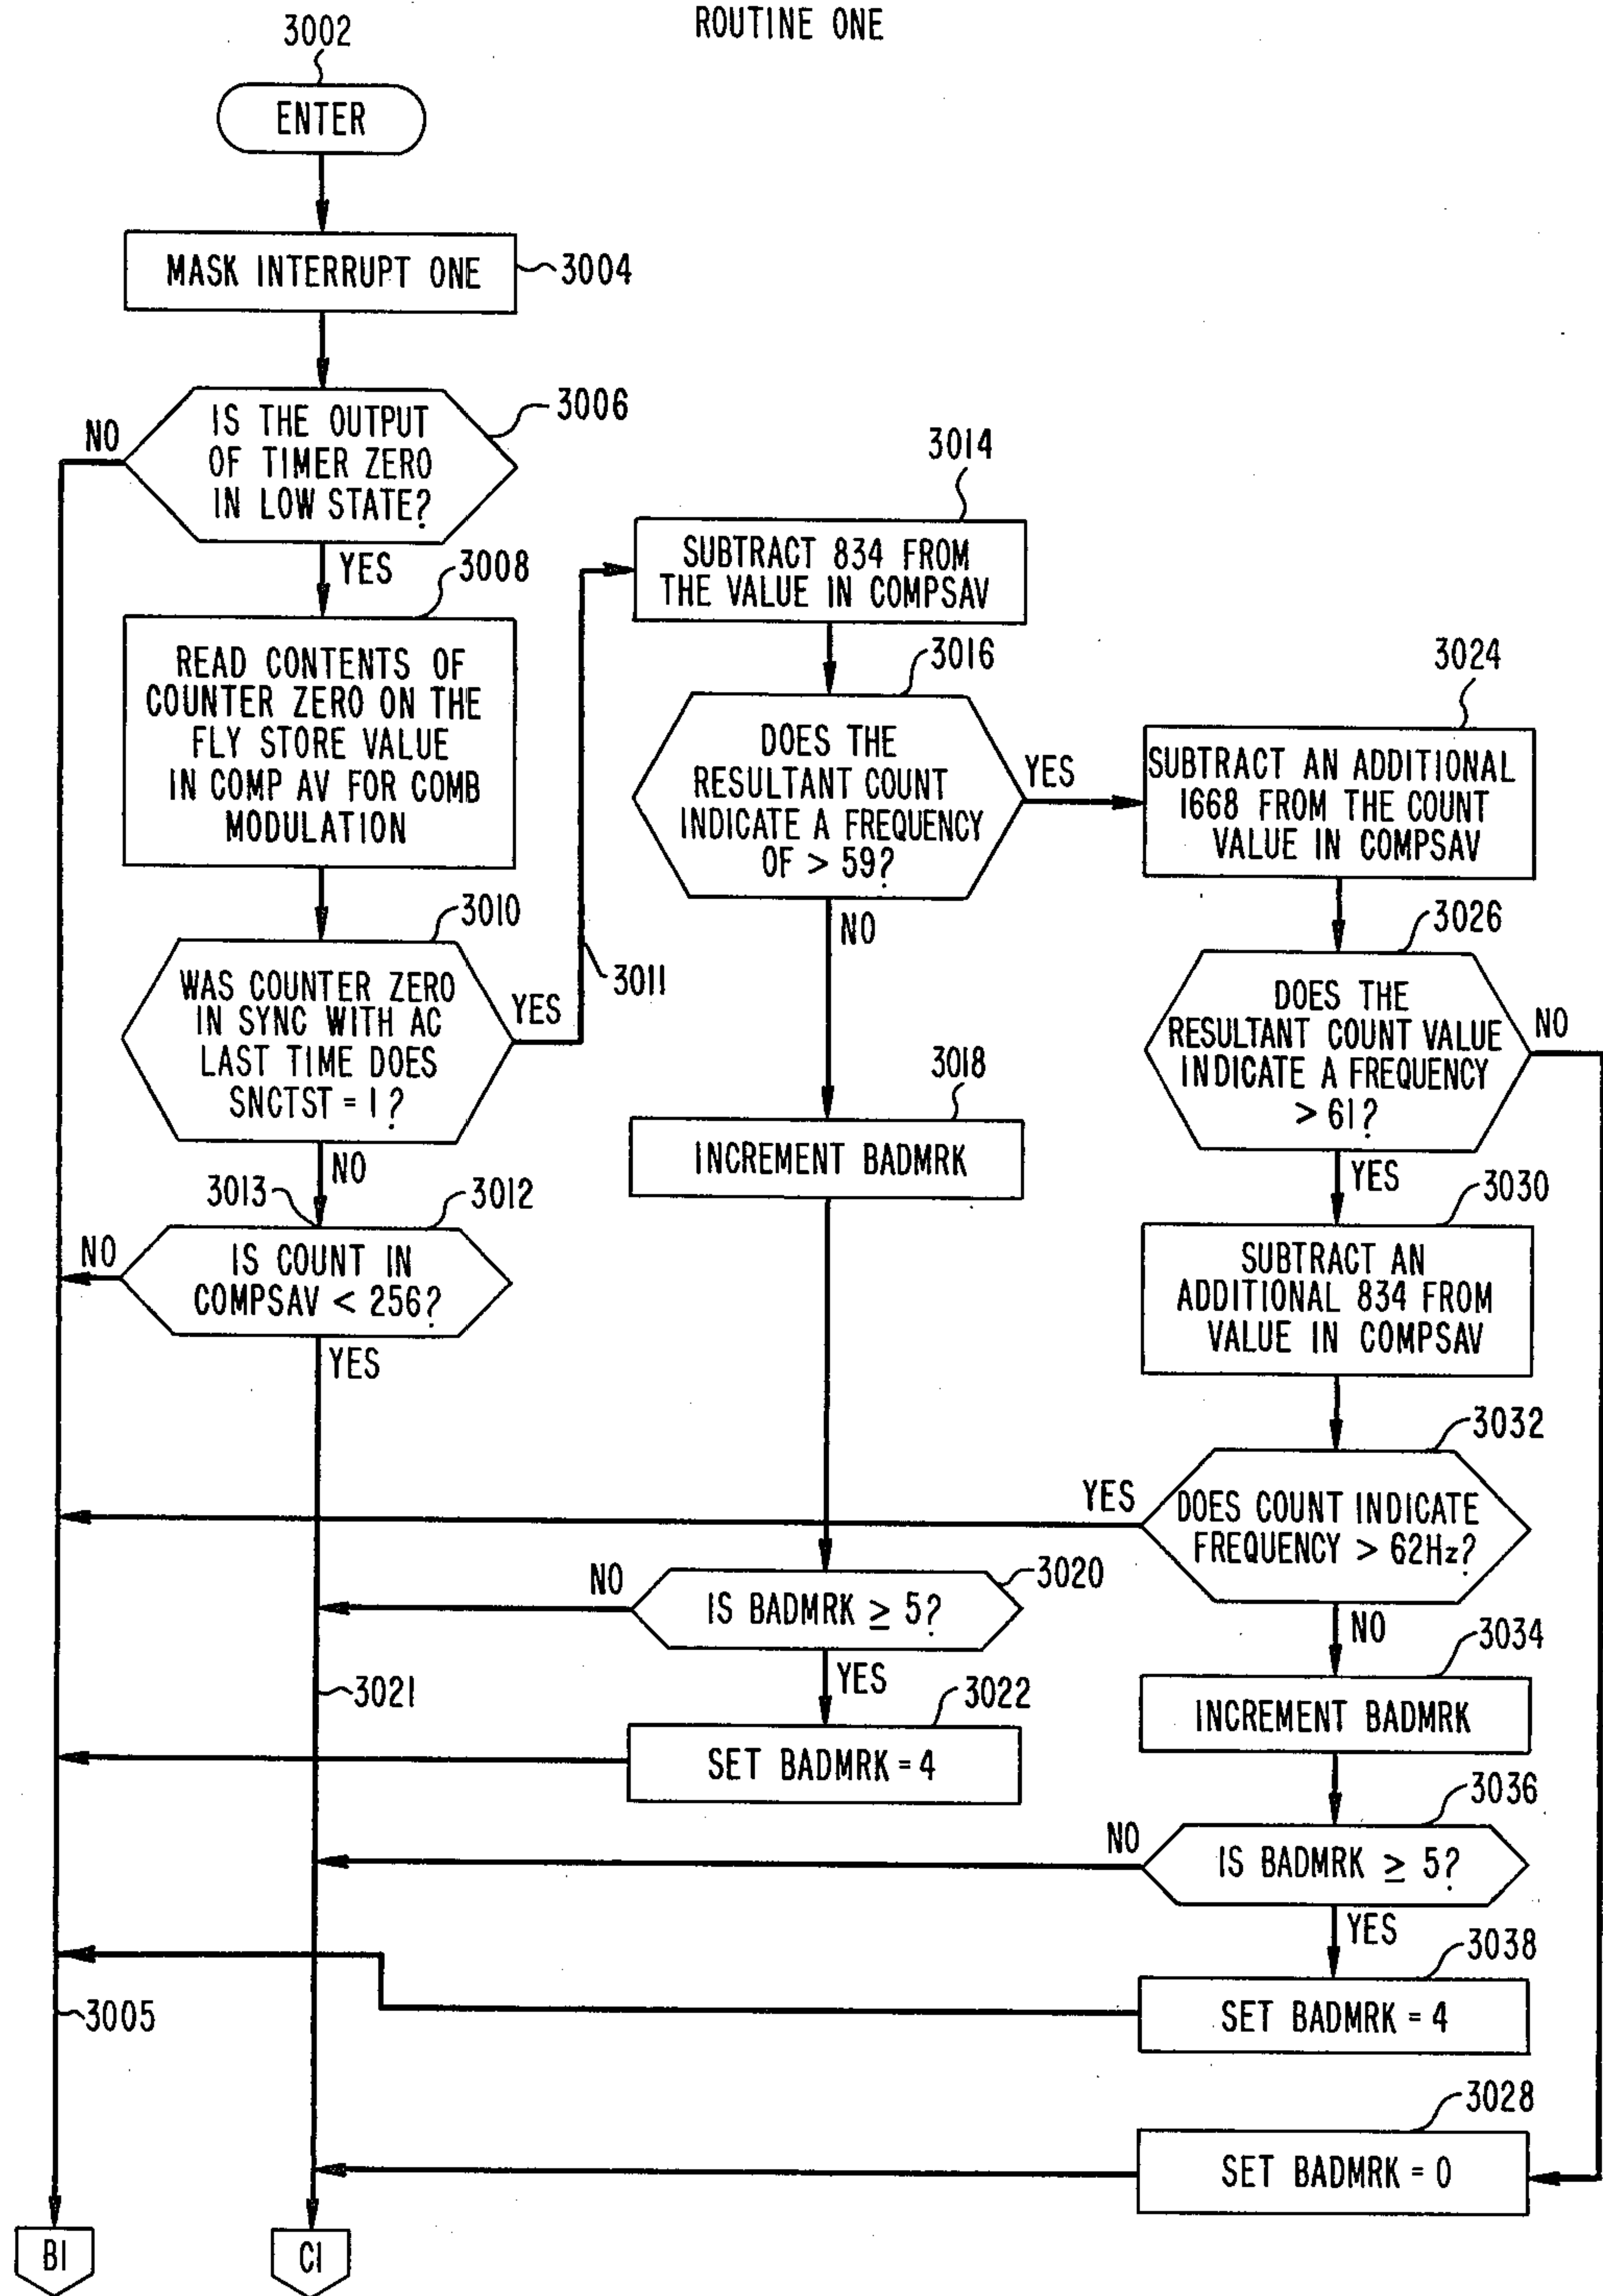 ROUTINE ONE
3002
ENTER
MASK INTERRUPT ONE
3004
IS THE OUTPUT
OF TIMER ZERO
IN LOW STATE?
3006
NO
YES
3008
READ CONTENTS OF
COUNTER ZERO ON THE
FLY STORE VALUE
IN COMP AV FOR COMB
MODULATION
3010
WAS COUNTER ZERO
IN SYNC WITH AC
LAST TIME DOES
SNCTST = 1?
YES
3011
NO
3013
3012
IS COUNT IN
COMPSAV < 256?
NO
YES
3014
SUBTRACT 834 FROM
THE VALUE IN COMPSAV
3016
DOES THE
RESULTANT COUNT
INDICATE A FREQUENCY
OF > 59?
YES
NO
3018
INCREMENT BADMRK
3020
IS BADMRK ≥ 5?
NO
YES
3021
3022
SET BADMRK = 4
3024
SUBTRACT AN ADDITIONAL
1668 FROM THE COUNT
VALUE IN COMPSAV
3026
DOES THE
RESULTANT COUNT VALUE
INDICATE A FREQUENCY
> 61?
NO
YES
3030
SUBTRACT AN
ADDITIONAL 834 FROM
VALUE IN COMPSAV
3032
DOES COUNT INDICATE
FREQUENCY > 62Hz?
YES
NO
3034
INCREMENT BADMRK
3036
IS BADMRK ≥ 5?
NO
YES
3038
SET BADMRK = 4
3005
3028
SET BADMRK = 0
B1
C1